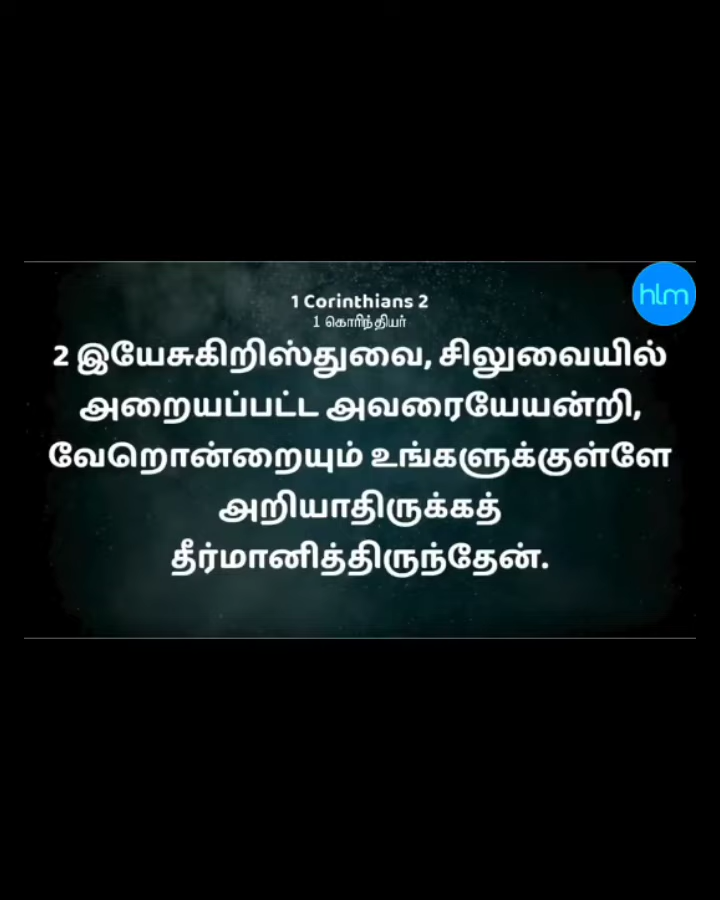 hlm
1 Corinthians 2
1 கொரிந்தியர்
2 இயேசுகிறிஸ்துவை, சிலுவையில்
அறையப்பட்ட அவரையேயன்றி,
வேறொன்றையும் உங்களுக்குள்ளே
அறியாதிருக்கத்
தீர்மானித்திருந்தேன்.